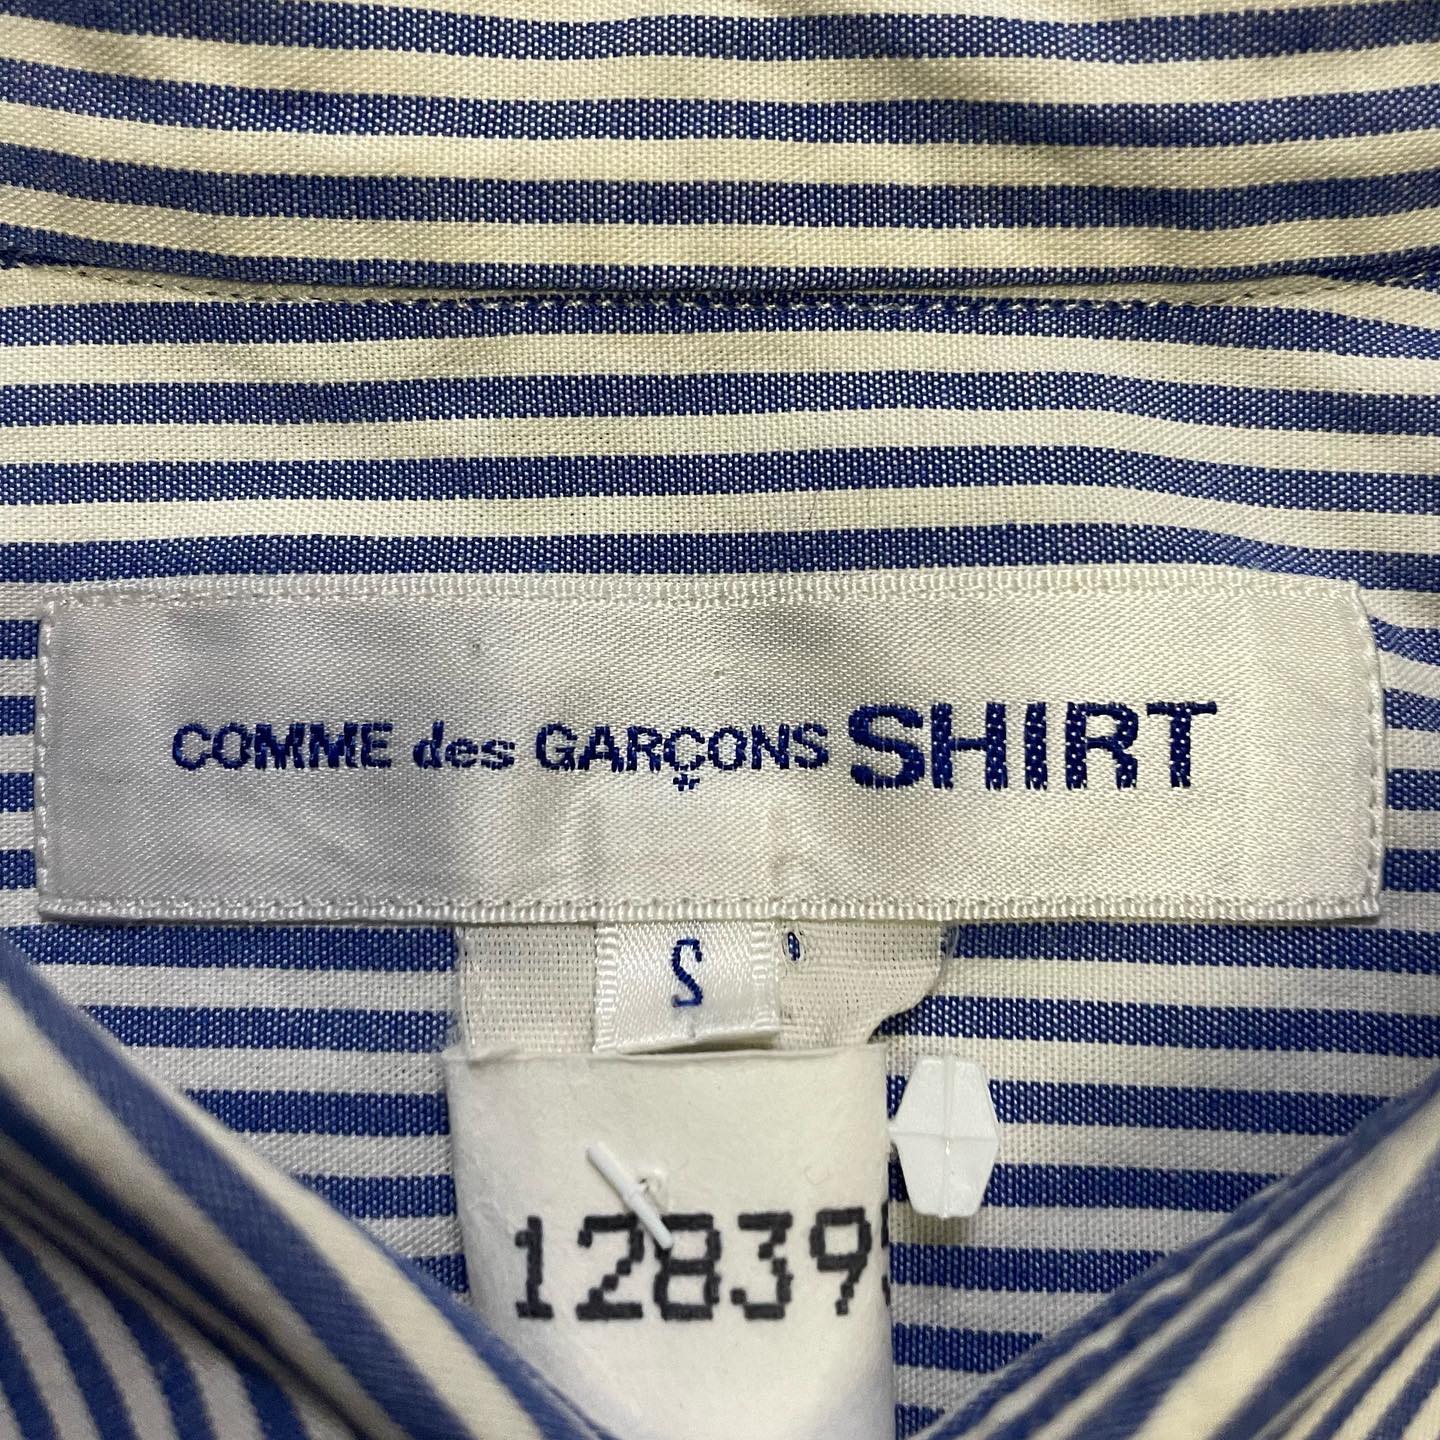 COMME des GARÇONS SHIRT
S
12839